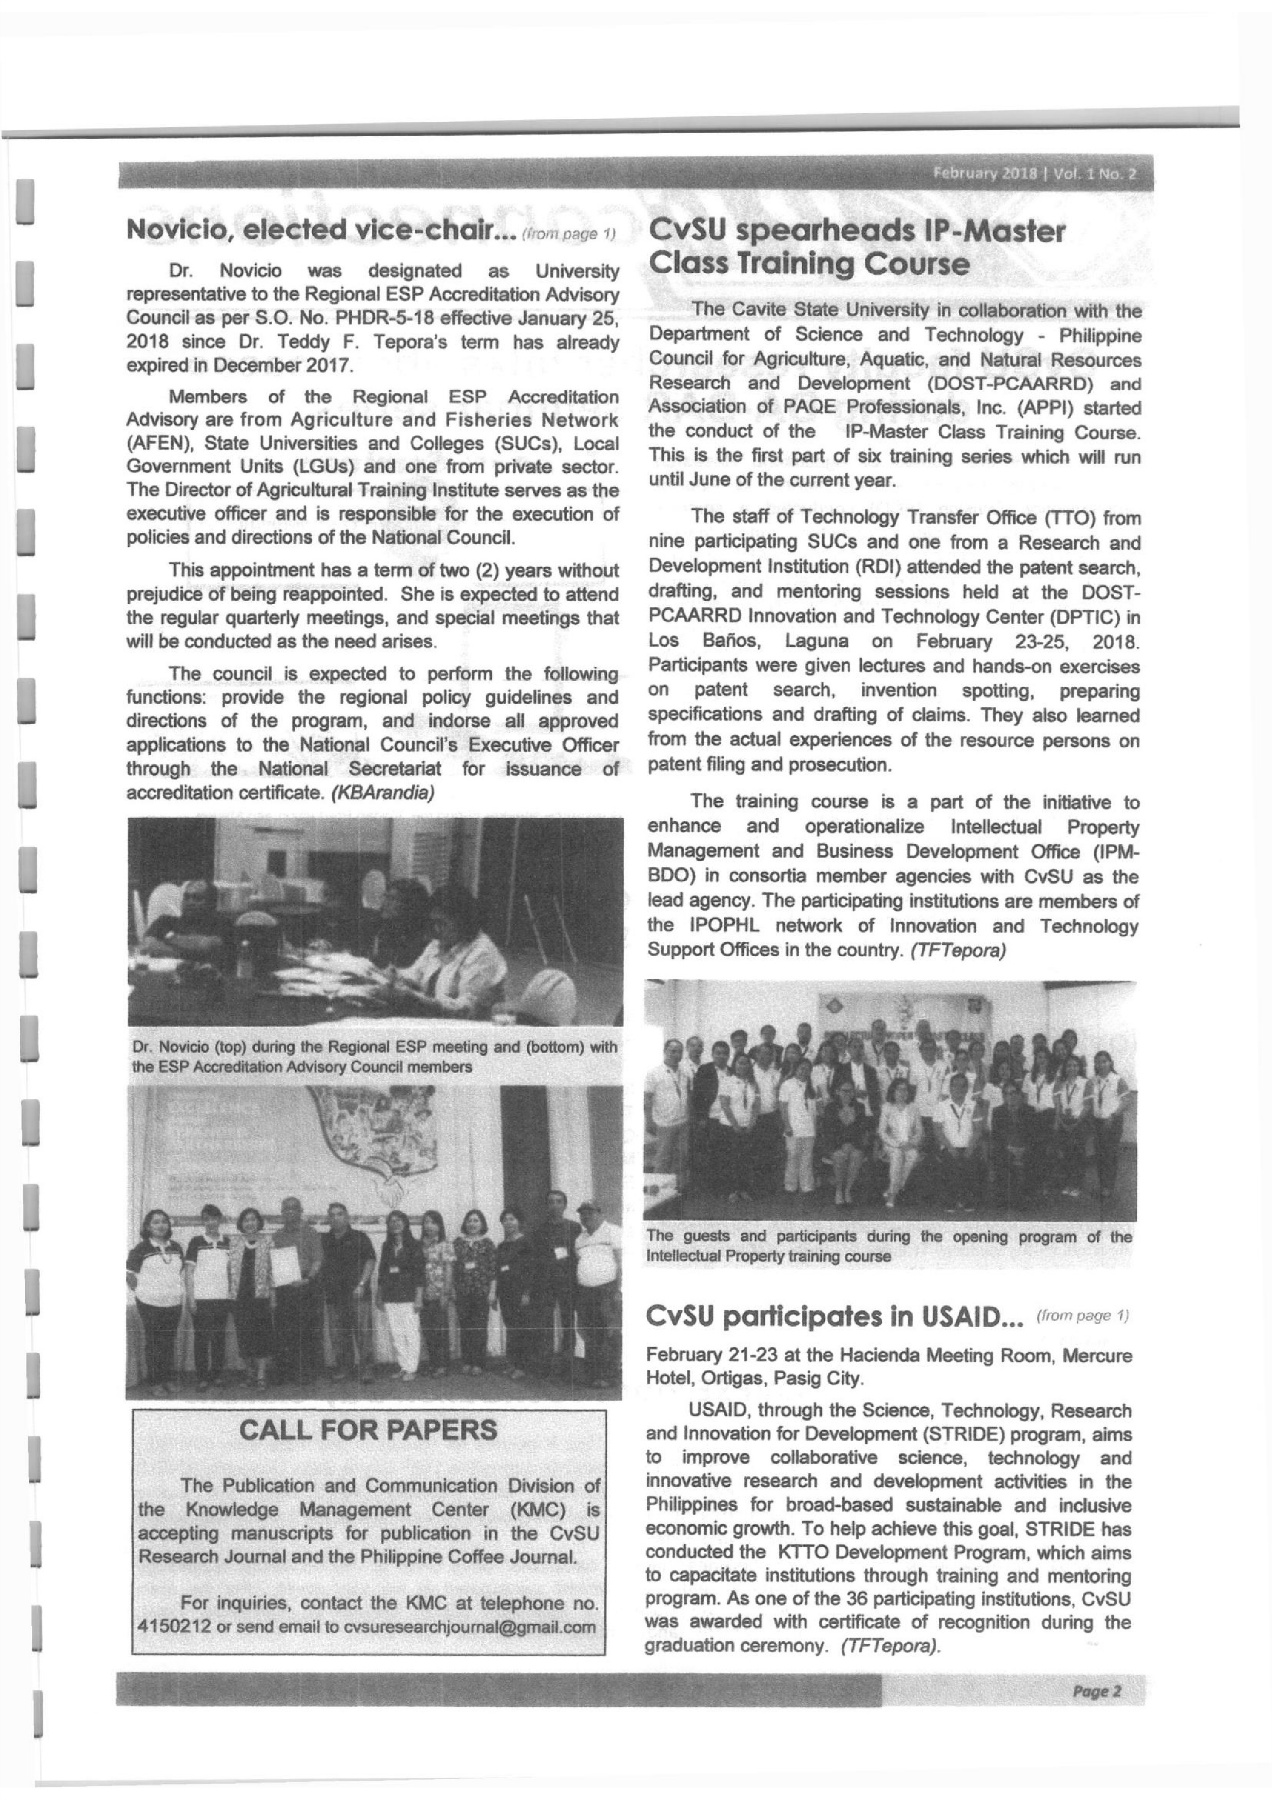 February 2018 | Vol. 1 No. 2
Novicio, elected vice-chair... (from page 1)
Dr. Novicio was designated as University
representative to the Regional ESP Accreditation Advisory
Council as per S.O. No. PHDR-5-18 effective January 25,
2018 since Dr. Teddy F. Tepora's term has already
expired in December 2017.
Members of the Regional ESP Accreditation
Advisory are from Agriculture and Fisheries Network
(AFEN), State Universities and Colleges (SUCs), Local
Government Units (LGUs) and one from private sector.
The Director of Agricultural Training Institute serves as the
executive officer and is responsible for the execution of
policies and directions of the National Council.
This appointment has a term of two (2) years without
prejudice of being reappointed. She is expected to attend
the regular quarterly meetings, and special meetings that
will be conducted as the need arises.
The council is expected to perform the following
functions: provide the regional policy guidelines and
directions of the program, and indorse all approved
applications to the National Council's Executive Officer
through the National Secretariat for issuance of
accreditation certificate. (KBArandia)
Dr. Novicio (top) during the Regional ESP meeting and (bottom) with
the ESP Accreditation Advisory Council members
CALL FOR PAPERS
The Publication and Communication Division of
the Knowledge Management Center (KMC) is
accepting manuscripts for publication in the CvSU
Research Journal and the Philippine Coffee Journal.
For inquiries, contact the KMC at telephone no.
4150212 or send email to cvsuresearchjournal@gmail.com
CvSU spearheads IP-Master
Class Training Course
The Cavite State University in collaboration with the
Department of Science and Technology - Philippine
Council for Agriculture, Aquatic, and Natural Resources
Research and Development (DOST-PCAARRD) and
Association of PAQE Professionals, Inc. (APPI) started
the conduct of the IP-Master Class Training Course.
This is the first part of six training series which will run
until June of the current year.
The staff of Technology Transfer Office (TTO) from
nine participating SUCs and one from a Research and
Development Institution (RDI) attended the patent search,
drafting, and mentoring sessions held at the DOST-
PCAARRD Innovation and Technology Center (DPTIC) in
Los Baños, Laguna on February 23-25, 2018.
Participants were given lectures and hands-on exercises
on patent search, invention spotting, preparing
specifications and drafting of claims. They also learned
from the actual experiences of the resource persons on
patent filing and prosecution.
The training course is a part of the initiative to
enhance and operationalize Intellectual Property
Management and Business Development Office (IPM-
BDO) in consortia member agencies with CvSU as the
lead agency. The participating institutions are members of
the IPOPHL network of Innovation and Technology
Support Offices in the country. (TFTepora)
The guests and participants during the opening program of the
Intellectual Property training course
CvSU participates in USAID... (from page 1)
February 21-23 at the Hacienda Meeting Room, Mercure
Hotel, Ortigas, Pasig City.
USAID, through the Science, Technology, Research
and Innovation for Development (STRIDE) program, aims
to improve collaborative science, technology and
innovative research and development activities in the
Philippines for broad-based sustainable and inclusive
economic growth. To help achieve this goal, STRIDE has
conducted the KTTO Development Program, which aims
to capacitate institutions through training and mentoring
program. As one of the 36 participating institutions, CvSU
was awarded with certificate of recognition during the
graduation ceremony. (TFTepora).
Page 2